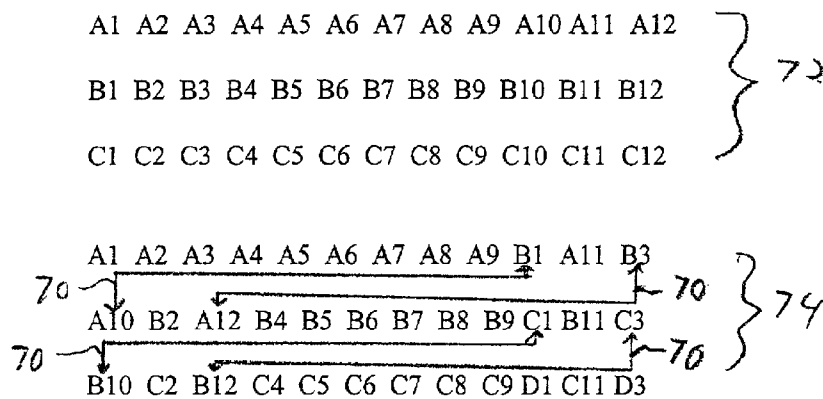 A1 A2 A3 A4 A5 A6 A7 A8 A9 A10 A11 A12
72
B1 B2 B3 B4 B5 B6 B7 B8 B9 B10 B11 B12
C1 C2 C3 C4 C5 C6 C7 C8 C9 C10 C11 C12
A1 A2 A3 A4 A5 A6 A7 A8 A9 B1 A11 B3
70 70
74
A10 B2 A12 B4 B5 B6 B7 B8 B9 C1 B11 C3
70 70
B10 C2 B12 C4 C5 C6 C7 C8 C9 D1 C11 D3